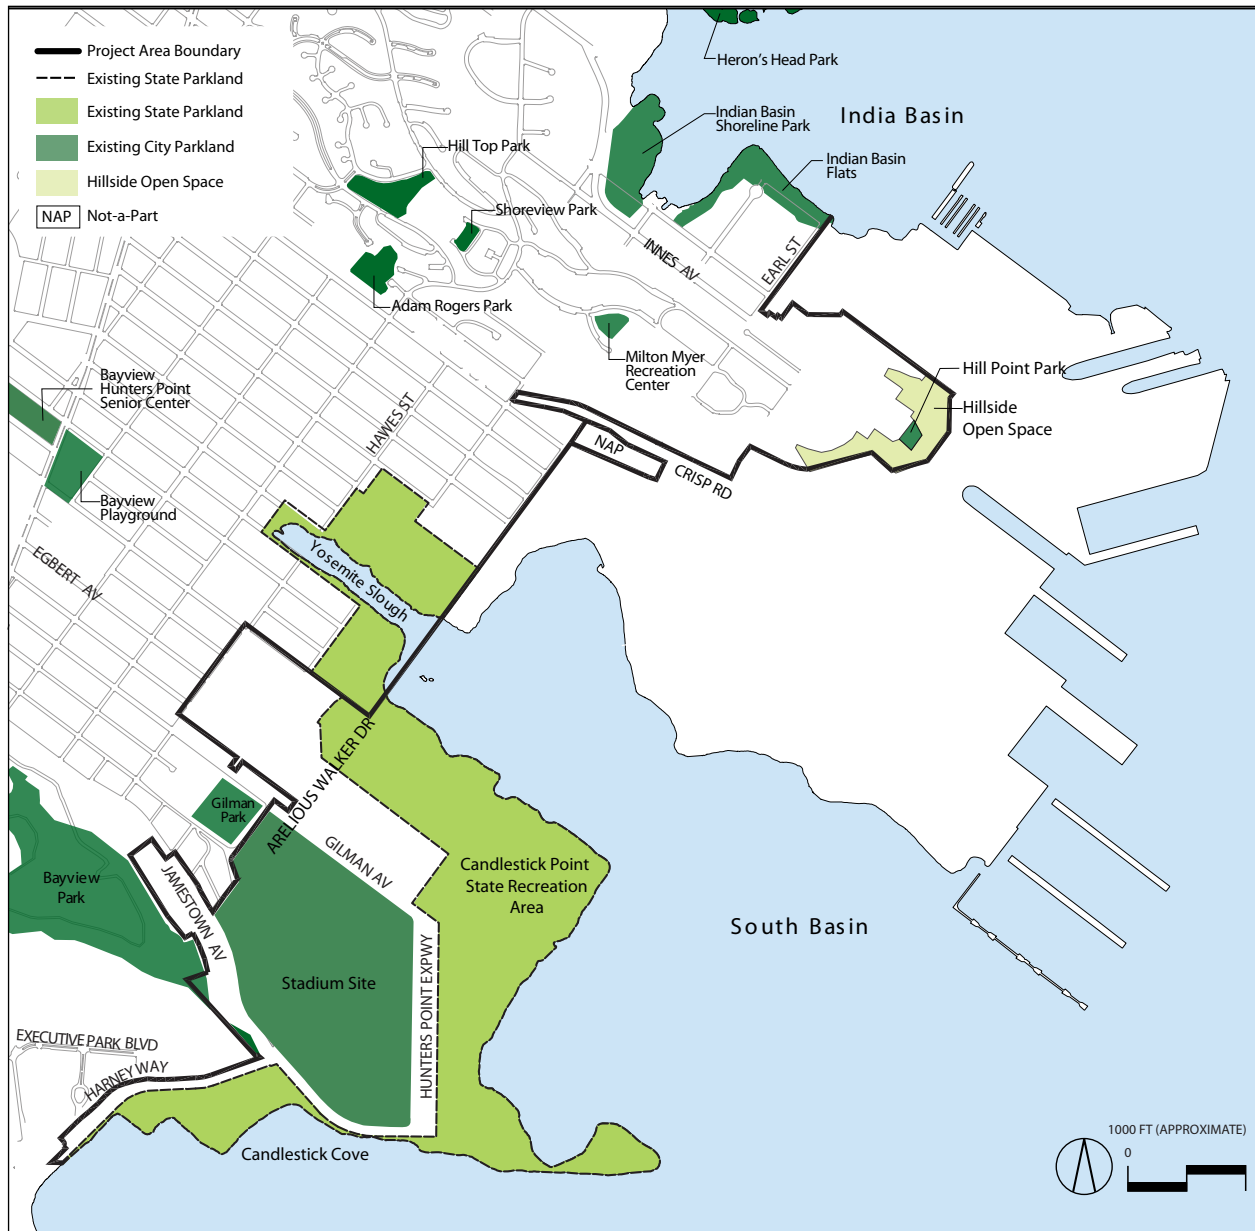 Project Area Boundary
Existing State Parkland
Existing State Parkland
Existing City Parkland
Hillside Open Space
NAP Not-a-Part
Heron's Head Park
Indian Basin
Shoreline Park
India Basin
Indian Basin
Flats
Hill Top Park
Shoreview Park
INNES AV
EARL ST
Adam Rogers Park
Milton Myer
Recreation
Center
Hill Point Park
Hillside
Open Space
Bayview
Hunters Point
Senior Center
HAWES ST
NAP
CRISP RD
Bayview
Playground
EGBERT AV
Yosemite Slough
ARELIOUS WALKER DR
Gilman
Park
GILMAN AV
Bayview
Park
JAMESTOWN AV
Candlestick Point
State Recreation
Area
South Basin
Stadium Site
HUNTERS POINT EXPWY
EXECUTIVE PARK BLVD
HARNEY WAY
Candlestick Cove
1000 FT (APPROXIMATE)
0